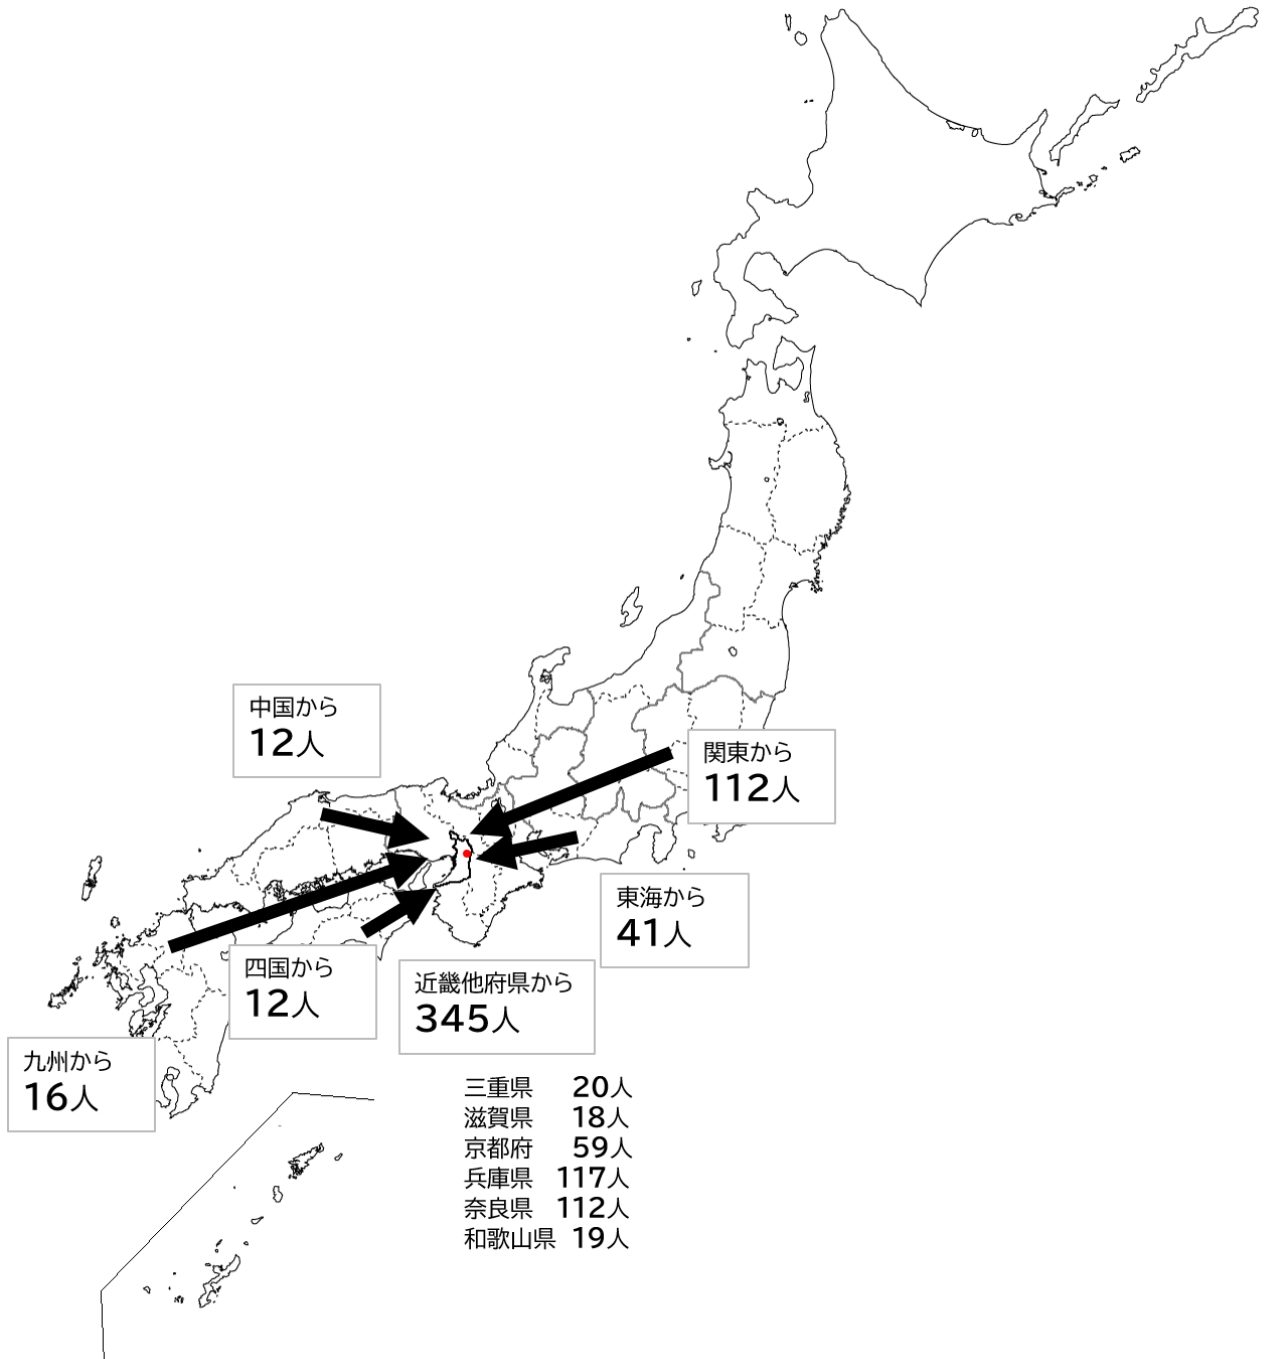 中国から
12人
関東から
112人
東海から
41人
四国から
12人
近畿他府県から
345人
九州から
16人
三重県 20人
滋賀県 18人
京都府 59人
兵庫県 117人
奈良県 112人
和歌山県 19人